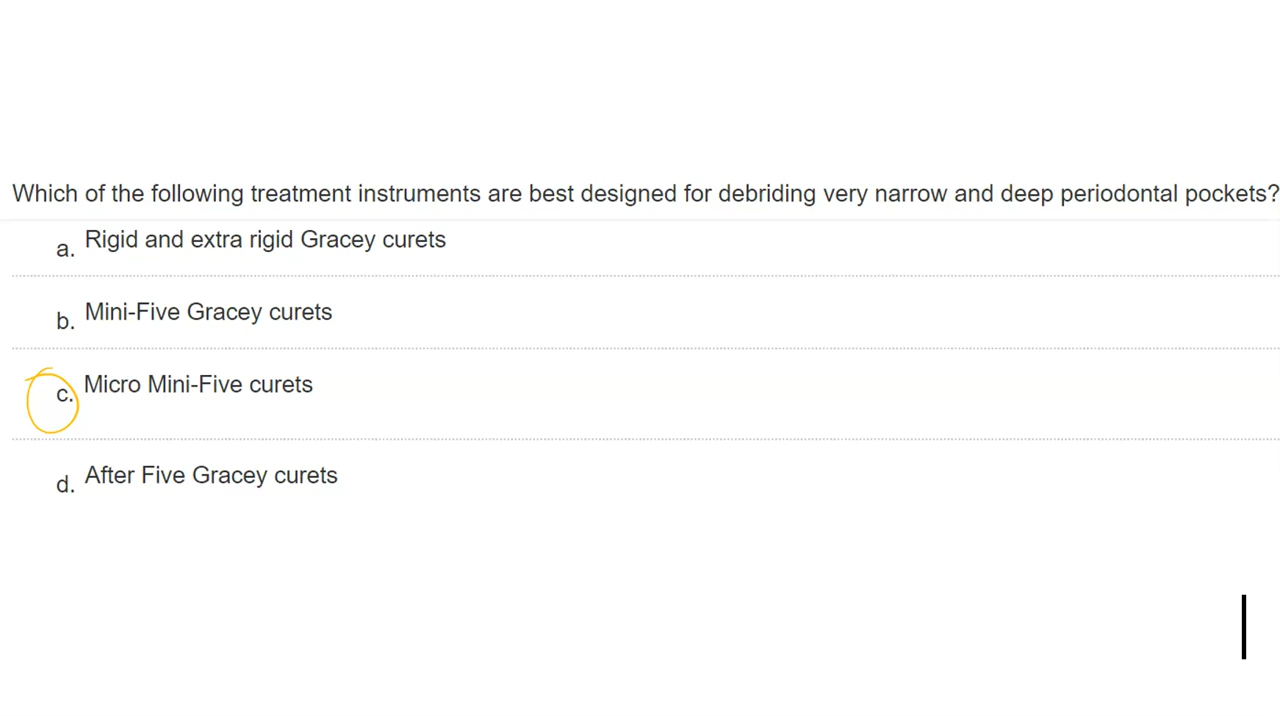 Which of the following treatment instruments are best designed for debriding very narrow and deep periodontal pockets?
a. Rigid and extra rigid Gracey curets
b. Mini-Five Gracey curets
c. Micro Mini-Five curets
d. After Five Gracey curets